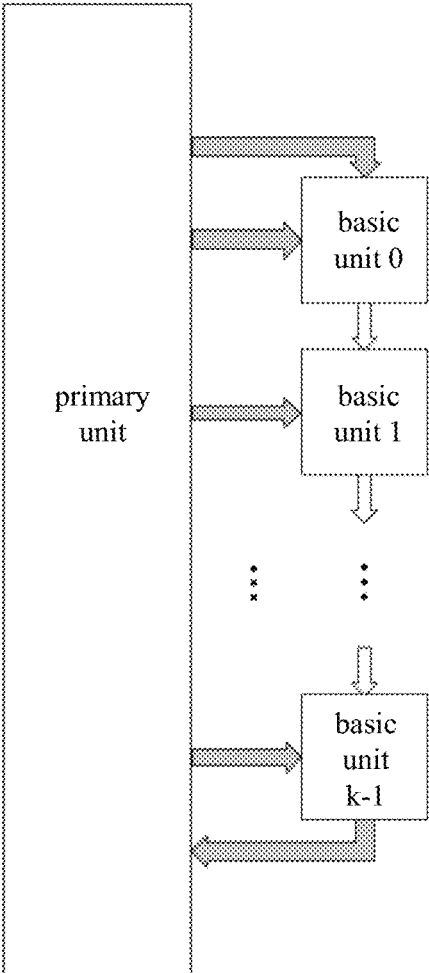 basic
unit 0
primary
unit
basic
unit 1
basic
unit
k-1